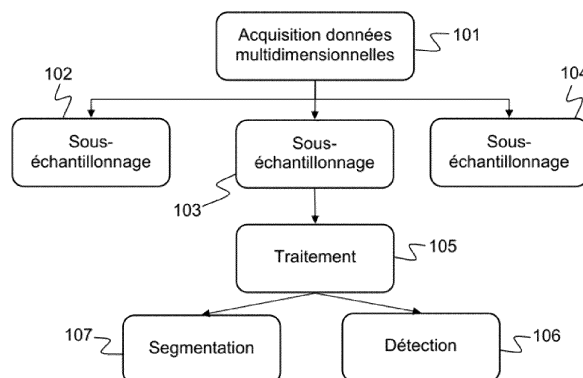 Acquisition données
multidimensionnelles
101
102
104
Sous-
échantillonnage
Sous-
échantillonnage
Sous-
échantillonnage
103
Traitement
105
107
Segmentation
Détection
106